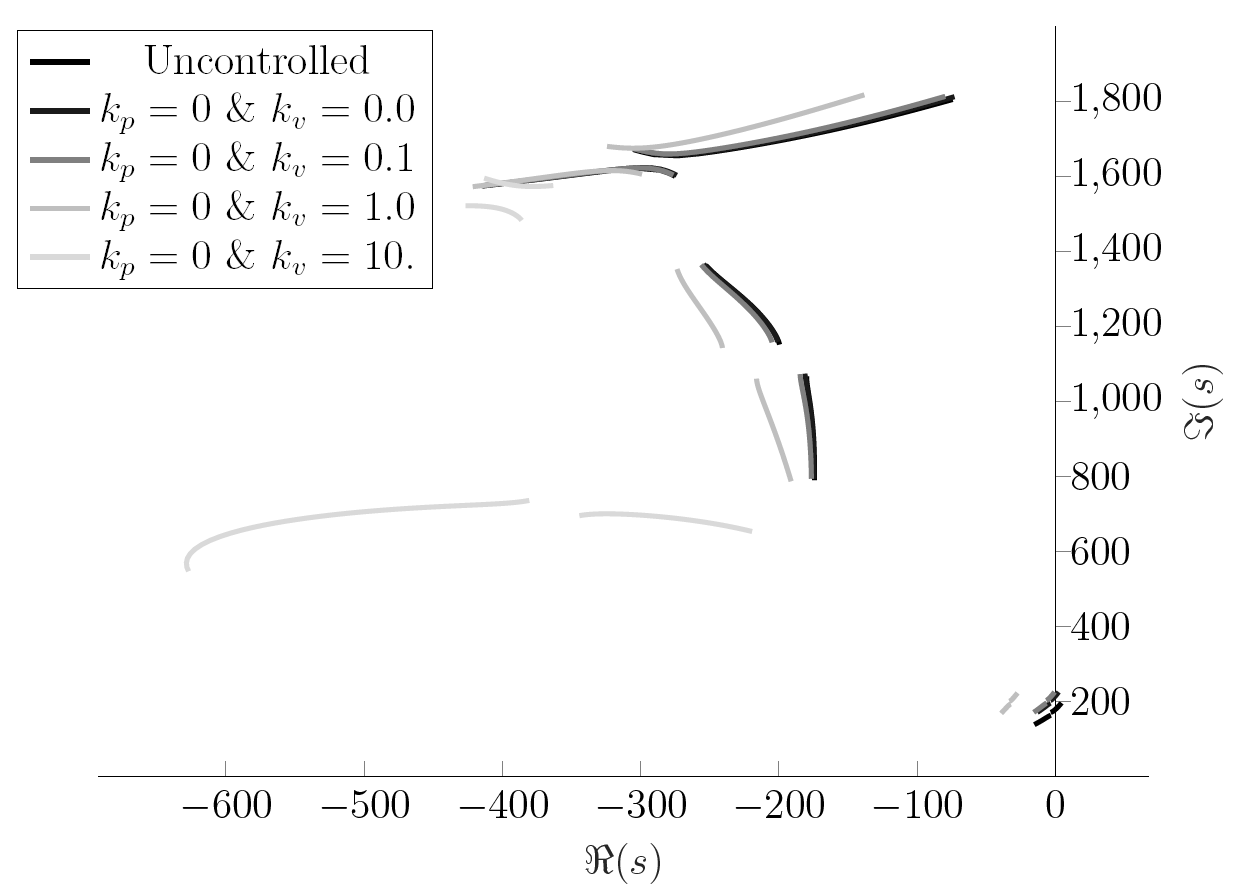 Uncontrolled
k_p = 0 & k_v = 0.0
k_p = 0 & k_v = 0.1
k_p = 0 & k_v = 1.0
k_p = 0 & k_v = 10.
1,800
1,600
1,400
1,200
1,000
800
600
400
200
ℑ(s)
−600 −500 −400 −300 −200 −100 0
ℜ(s)